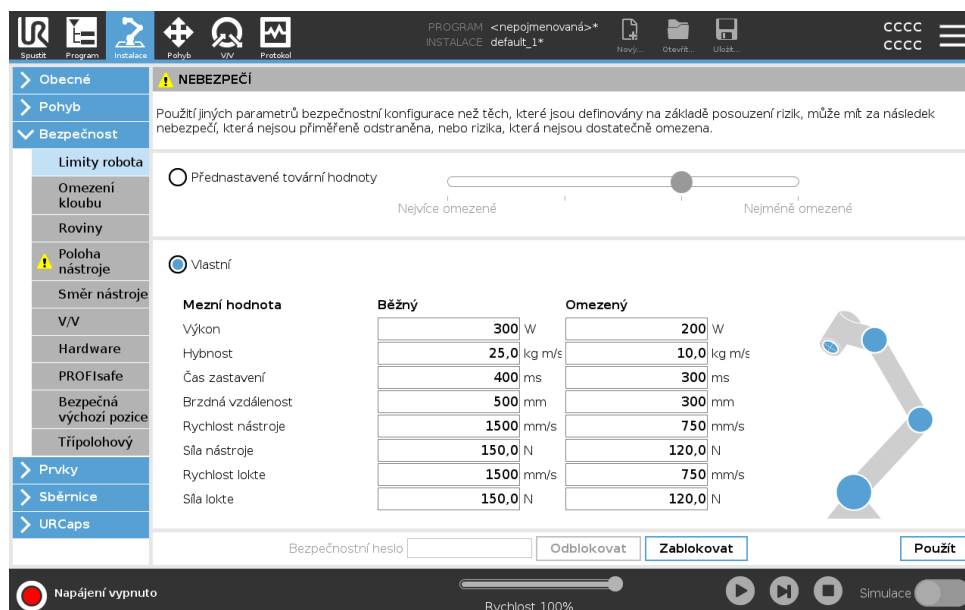 UR
Spustit
Program
Instalace
Pohyb
V/V
Protokol
PROGRAM <nepojmenovaná>*
INSTALACE default_1*
Nový...
Otevřít...
Uložit...
cccc
cccc
Obecné
Pohyb
Bezpečnost
Limity robota
Omezení
kloubu
Roviny
Poloha
nástroje
Směr nástroje
V/V
Hardware
PROFIsafe
Bezpečná
výchozí pozice
Třípolohový
Prvky
Sběrnice
URCaps
NEBEZPEČÍ
Použití jiných parametrů bezpečnostní konfigurace než těch, které jsou definovány na základě posouzení rizik, může mít za následek
nebezpečí, která nejsou přiměřeně odstraněna, nebo rizika, která nejsou dostatečně omezena.
Přednastavené tovární hodnoty
Nejvíce omezené Nejméně omezené
Vlastní
Mezní hodnota Běžný Omezený
Výkon 300 W 200 W
Hybnost 25,0 kg m/s 10,0 kg m/s
Čas zastavení 400 ms 300 ms
Brzdná vzdálenost 500 mm 300 mm
Rychlost nástroje 1500 mm/s 750 mm/s
Síla nástroje 150,0 N 120,0 N
Rychlost lokte 1500 mm/s 750 mm/s
Síla lokte 150,0 N 120,0 N
Bezpečnostní heslo Odblokovat Zablokovat Použít
Napájení vypnuto
Rychlost 100%
Simulace